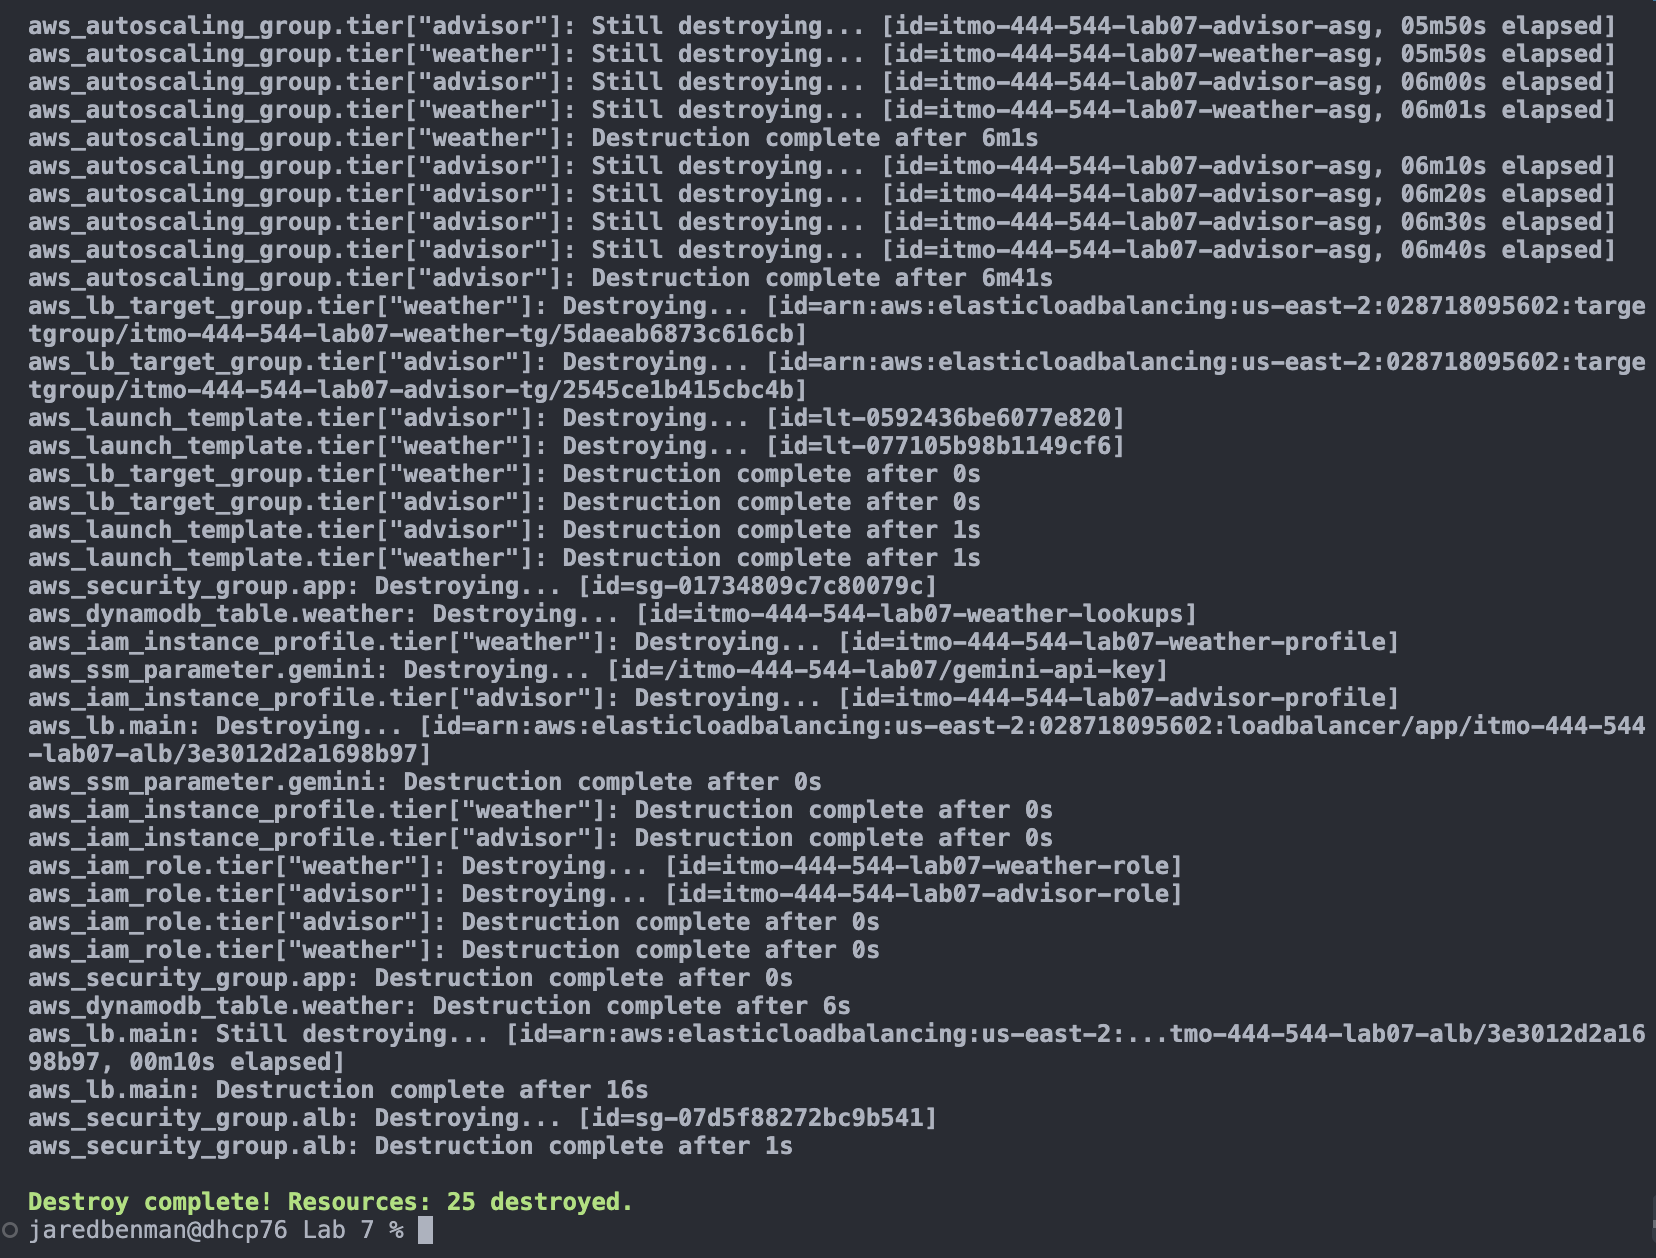 aws_autoscaling_group.tier["advisor"]: Still destroying... [id=itmo-444-544-lab07-advisor-asg, 05m50s elapsed]
aws_autoscaling_group.tier["weather"]: Still destroying... [id=itmo-444-544-lab07-weather-asg, 05m50s elapsed]
aws_autoscaling_group.tier["advisor"]: Still destroying... [id=itmo-444-544-lab07-advisor-asg, 06m00s elapsed]
aws_autoscaling_group.tier["weather"]: Still destroying... [id=itmo-444-544-lab07-weather-asg, 06m01s elapsed]
aws_autoscaling_group.tier["weather"]: Destruction complete after 6m1s
aws_autoscaling_group.tier["advisor"]: Still destroying... [id=itmo-444-544-lab07-advisor-asg, 06m10s elapsed]
aws_autoscaling_group.tier["advisor"]: Still destroying... [id=itmo-444-544-lab07-advisor-asg, 06m20s elapsed]
aws_autoscaling_group.tier["advisor"]: Still destroying... [id=itmo-444-544-lab07-advisor-asg, 06m30s elapsed]
aws_autoscaling_group.tier["advisor"]: Still destroying... [id=itmo-444-544-lab07-advisor-asg, 06m40s elapsed]
aws_autoscaling_group.tier["advisor"]: Destruction complete after 6m41s
aws_lb_target_group.tier["weather"]: Destroying... [id=arn:aws:elasticloadbalancing:us-east-2:028718095602:targe
tgroup/itmo-444-544-lab07-weather-tg/5daeab6873c616cb]
aws_lb_target_group.tier["advisor"]: Destroying... [id=arn:aws:elasticloadbalancing:us-east-2:028718095602:targe
tgroup/itmo-444-544-lab07-advisor-tg/2545ce1b415cbc4b]
aws_launch_template.tier["advisor"]: Destroying... [id=lt-0592436be6077e820]
aws_launch_template.tier["weather"]: Destroying... [id=lt-077105b98b1149cf6]
aws_lb_target_group.tier["weather"]: Destruction complete after 0s
aws_lb_target_group.tier["advisor"]: Destruction complete after 0s
aws_launch_template.tier["advisor"]: Destruction complete after 1s
aws_launch_template.tier["weather"]: Destruction complete after 1s
aws_security_group.app: Destroying... [id=sg-01734809c7c80079c]
aws_dynamodb_table.weather: Destroying... [id=itmo-444-544-lab07-weather-lookups]
aws_iam_instance_profile.tier["weather"]: Destroying... [id=itmo-444-544-lab07-weather-profile]
aws_ssm_parameter.gemini: Destroying... [id=/itmo-444-544-lab07/gemini-api-key]
aws_iam_instance_profile.tier["advisor"]: Destroying... [id=itmo-444-544-lab07-advisor-profile]
aws_lb.main: Destroying... [id=arn:aws:elasticloadbalancing:us-east-2:028718095602:loadbalancer/app/itmo-444-544
-lab07-alb/3e3012d2a1698b97]
aws_ssm_parameter.gemini: Destruction complete after 0s
aws_iam_instance_profile.tier["weather"]: Destruction complete after 0s
aws_iam_instance_profile.tier["advisor"]: Destruction complete after 0s
aws_iam_role.tier["weather"]: Destroying... [id=itmo-444-544-lab07-weather-role]
aws_iam_role.tier["advisor"]: Destroying... [id=itmo-444-544-lab07-advisor-role]
aws_iam_role.tier["advisor"]: Destruction complete after 0s
aws_iam_role.tier["weather"]: Destruction complete after 0s
aws_security_group.app: Destruction complete after 0s
aws_dynamodb_table.weather: Destruction complete after 6s
aws_lb.main: Still destroying... [id=arn:aws:elasticloadbalancing:us-east-2:...tmo-444-544-lab07-alb/3e3012d2a16
98b97, 00m10s elapsed]
aws_lb.main: Destruction complete after 16s
aws_security_group.alb: Destroying... [id=sg-07d5f88272bc9b541]
aws_security_group.alb: Destruction complete after 1s
Destroy complete! Resources: 25 destroyed.
jaredbenman@dhcp76 Lab 7 %